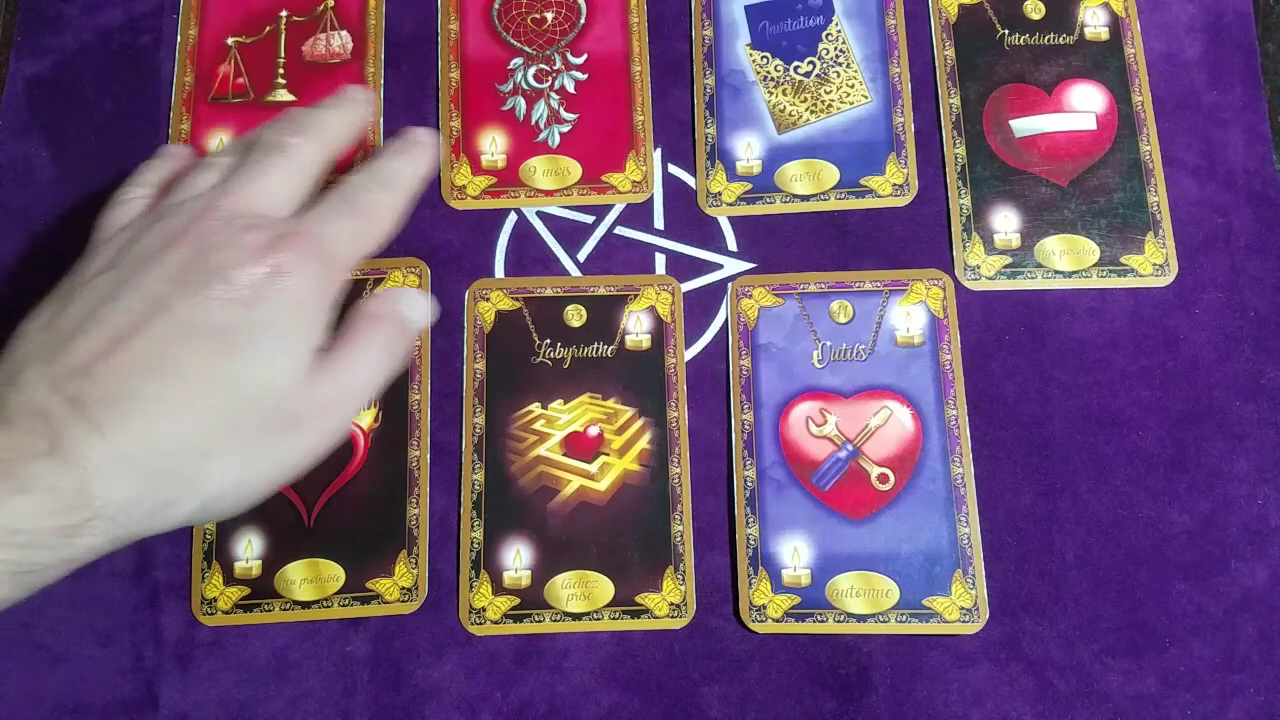 Invitation
56
Interdiction
9 mois
avril
pas possible
53
Labyrinthe
41
Outils
peu probable
lâchez
prise
automne